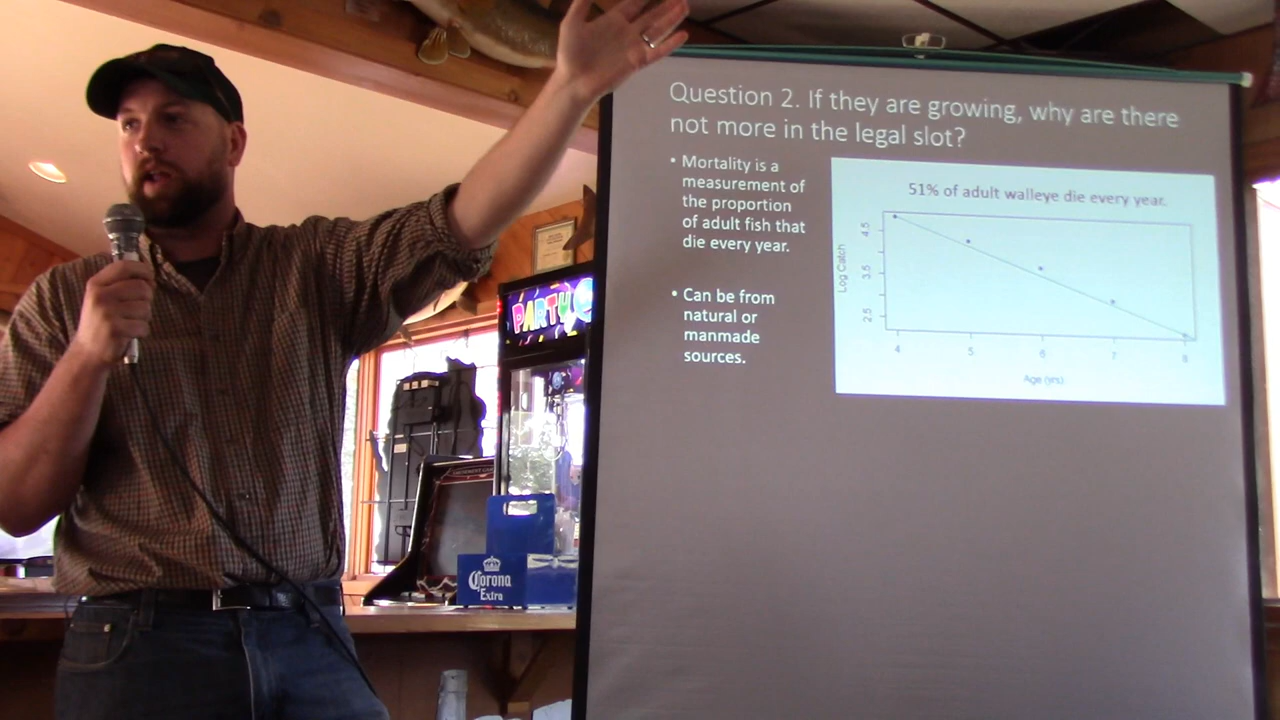 Question 2. If they are growing, why are there
not more in the legal slot?
• Mortality is a
measurement of
the proportion
of adult fish that
die every year.
• Can be from
natural or
manmade
sources.
51% of adult walleye die every year.
Log Catch
4.5
3.5
2.5
4 5 6 7 8
Age (yrs)
PARTY
Corona
Extra